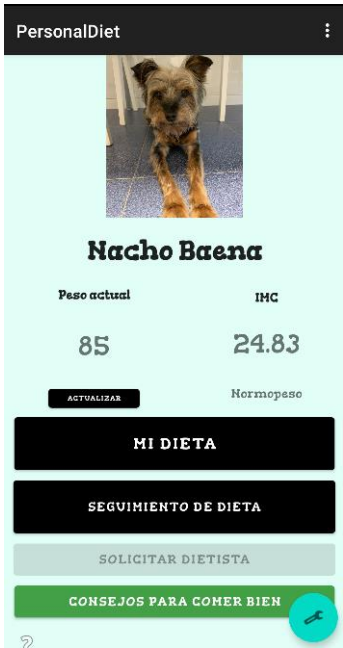 PersonalDiet
Nacho Baena
Peso actual
IMC
85
24.83
ACTUALIZAR
Normopeso
MI DIETA
SEGUIMIENTO DE DIETA
SOLICITAR DIETISTA
CONSEJOS PARA COMER BIEN
?